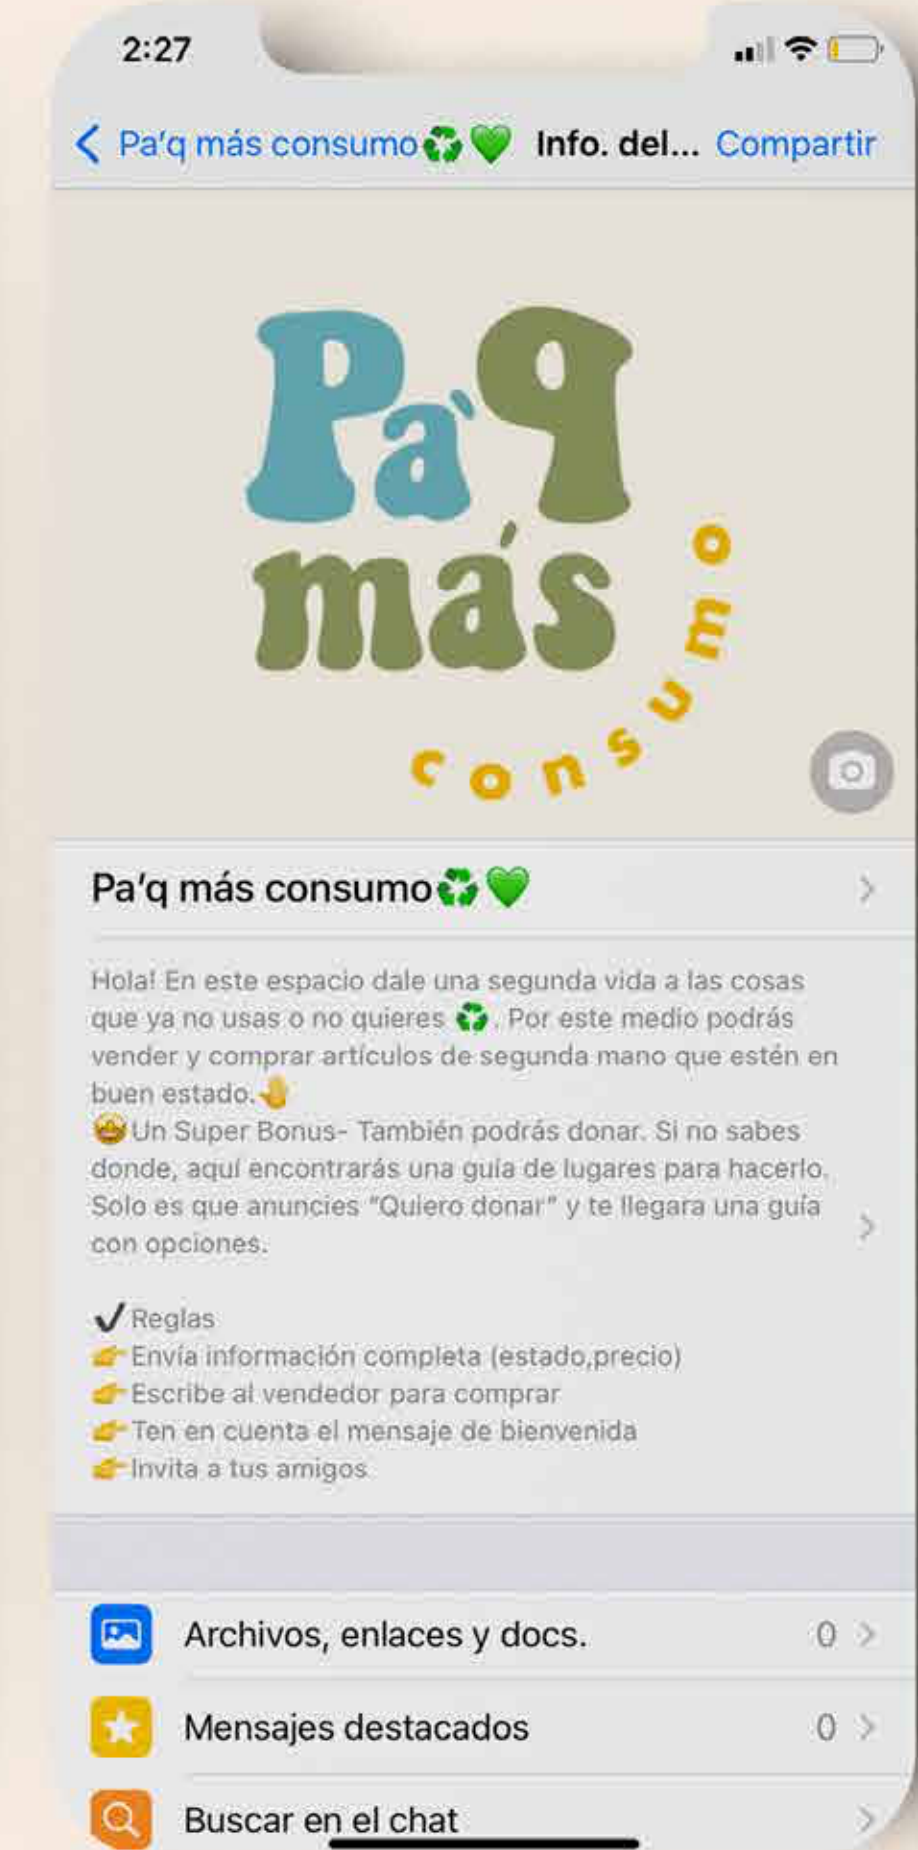 2:27
Pa'q más consumo♻️💚 Info. del... Compartir
Pa'q
más
consumo
Pa'q más consumo♻️💚
Hola! En este espacio dale una segunda vida a las cosas
que ya no usas o no quieres ♻️. Por este medio podrás
vender y comprar artículos de segunda mano que estén en
buen estado.🤚
🤩Un Super Bonus- También podrás donar. Si no sabes
donde, aquí encontrarás una guía de lugares para hacerlo.
Solo es que anuncies "Quiero donar" y te llegara una guía
con opciones.
✔️Reglas
👉Envía información completa (estado,precio)
👉Escribe al vendedor para comprar
👉Ten en cuenta el mensaje de bienvenida
👉Invita a tus amigos
Archivos, enlaces y docs. 0
Mensajes destacados 0
Buscar en el chat